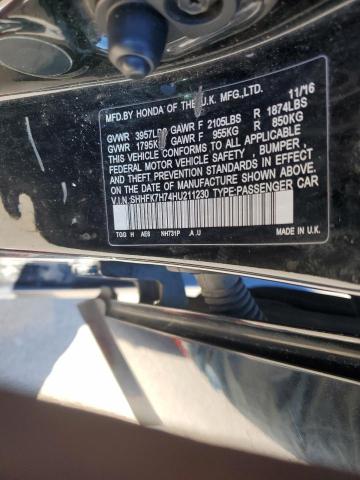 MFD.BY HONDA OF THE U.K. MFG.,LTD. 11/16
GVWR 3957LBS GAWR F 2105LBS R 1874LBS
GVWR 1795KG GAWR F 955KG R 850KG
THIS VEHICLE CONFORMS TO ALL APPLICABLE
FEDERAL MOTOR VEHICLE SAFETY , BUMPER ,
AND THEFT PREVENTION STANDARDS IN EFFECT
ON THE DATE OF MANUFACTURE SHOWN ABOVE.
V.I.N:SHHFK7H74HU211230 TYPE-PASSENGER CAR
TGG H AE6 NH731P .A .U MADE IN U.K.